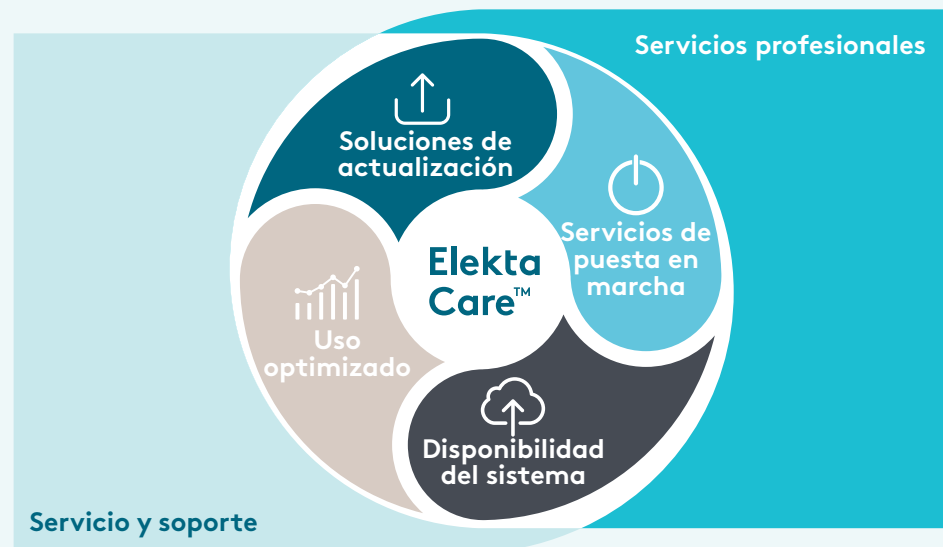 Servicios profesionales
Soluciones de
actualización
Servicios de
puesta en
marcha
Elekta
Care™
Uso
optimizado
Disponibilidad
del sistema
Servicio y soporte